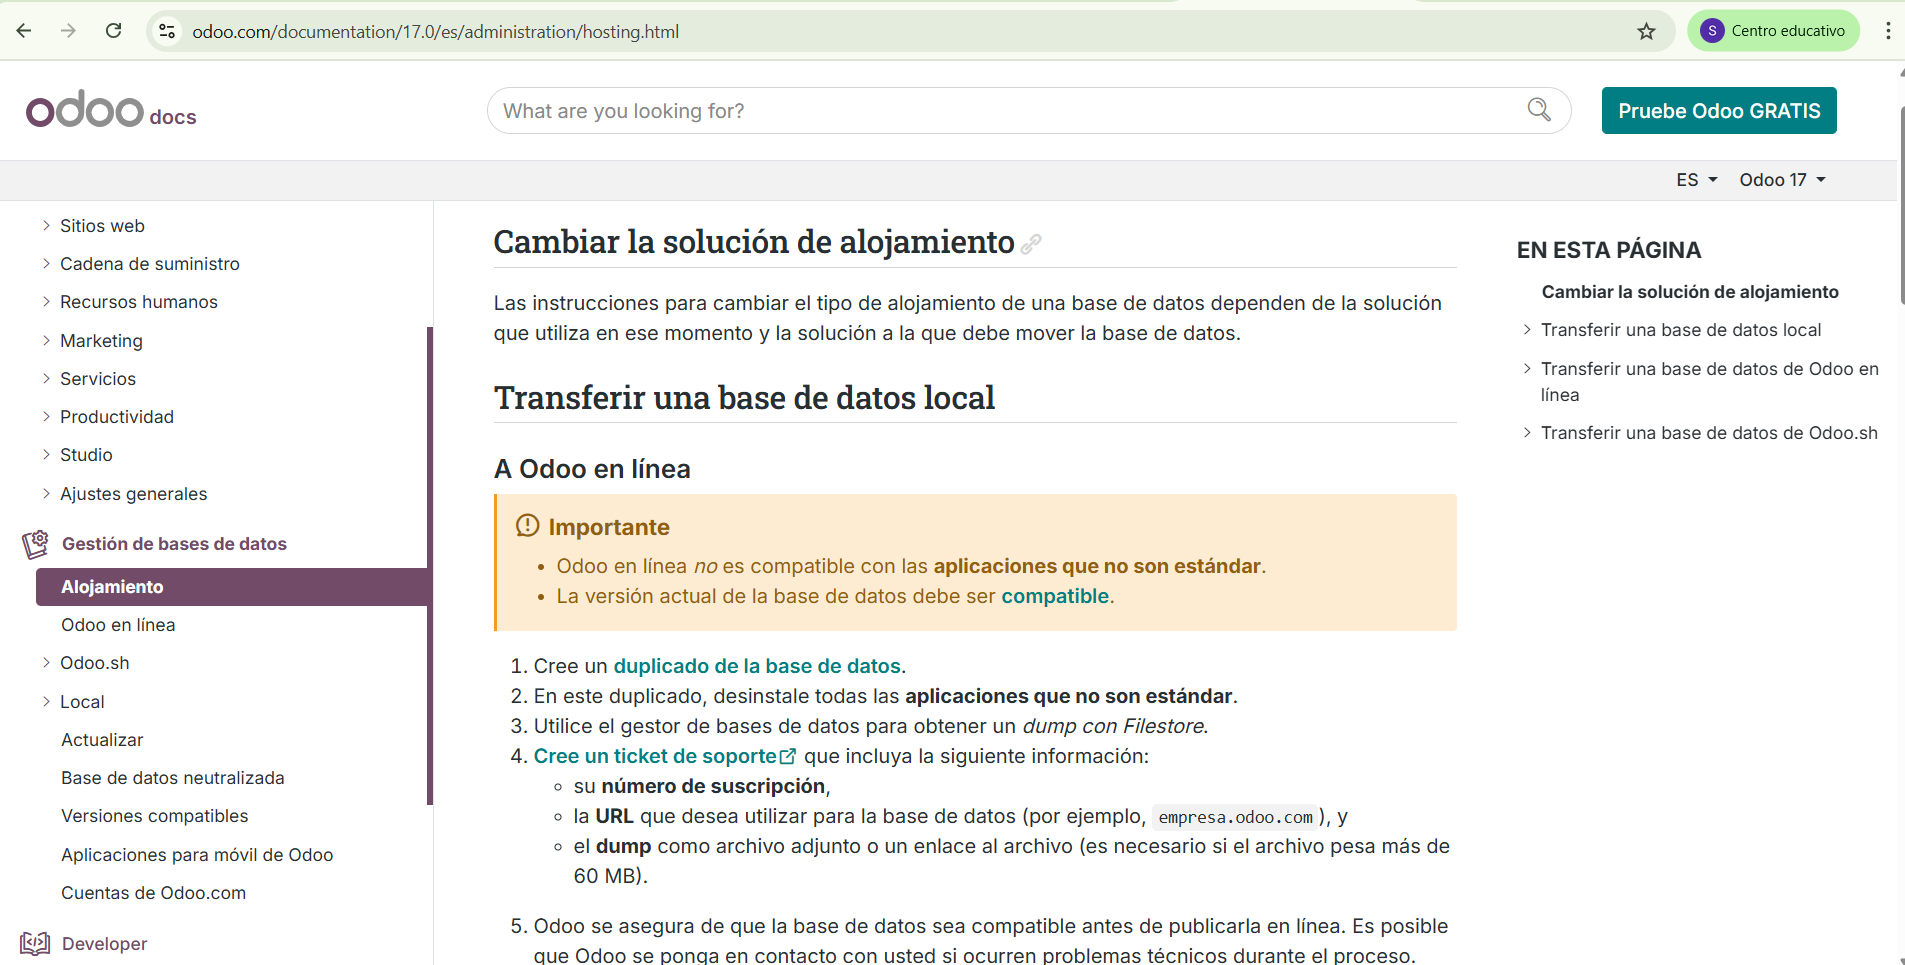 odoo.com/documentation/17.0/es/administration/hosting.html
S Centro educativo
odoo docs
What are you looking for?
Pruebe Odoo GRATIS
ES
Odoo 17
Sitios web
Cadena de suministro
Recursos humanos
Marketing
Servicios
Productividad
Studio
Ajustes generales
Gestión de bases de datos
Alojamiento
Odoo en línea
Odoo.sh
Local
Actualizar
Base de datos neutralizada
Versiones compatibles
Aplicaciones para móvil de Odoo
Cuentas de Odoo.com
Developer
Cambiar la solución de alojamiento
Las instrucciones para cambiar el tipo de alojamiento de una base de datos dependen de la solución
que utiliza en ese momento y la solución a la que debe mover la base de datos.
Transferir una base de datos local
A Odoo en línea
Importante
• Odoo en línea no es compatible con las aplicaciones que no son estándar.
• La versión actual de la base de datos debe ser compatible.
1. Cree un duplicado de la base de datos.
2. En este duplicado, desinstale todas las aplicaciones que no son estándar.
3. Utilice el gestor de bases de datos para obtener un dump con Filestore.
4. Cree un ticket de soporte que incluya la siguiente información:
◦ su número de suscripción,
◦ la URL que desea utilizar para la base de datos (por ejemplo, empresa.odoo.com), y
◦ el dump como archivo adjunto o un enlace al archivo (es necesario si el archivo pesa más de
60 MB).
5. Odoo se asegura de que la base de datos sea compatible antes de publicarla en línea. Es posible
que Odoo se ponga en contacto con usted si ocurren problemas técnicos durante el proceso.
EN ESTA PÁGINA
Cambiar la solución de alojamiento
Transferir una base de datos local
Transferir una base de datos de Odoo en
línea
Transferir una base de datos de Odoo.sh